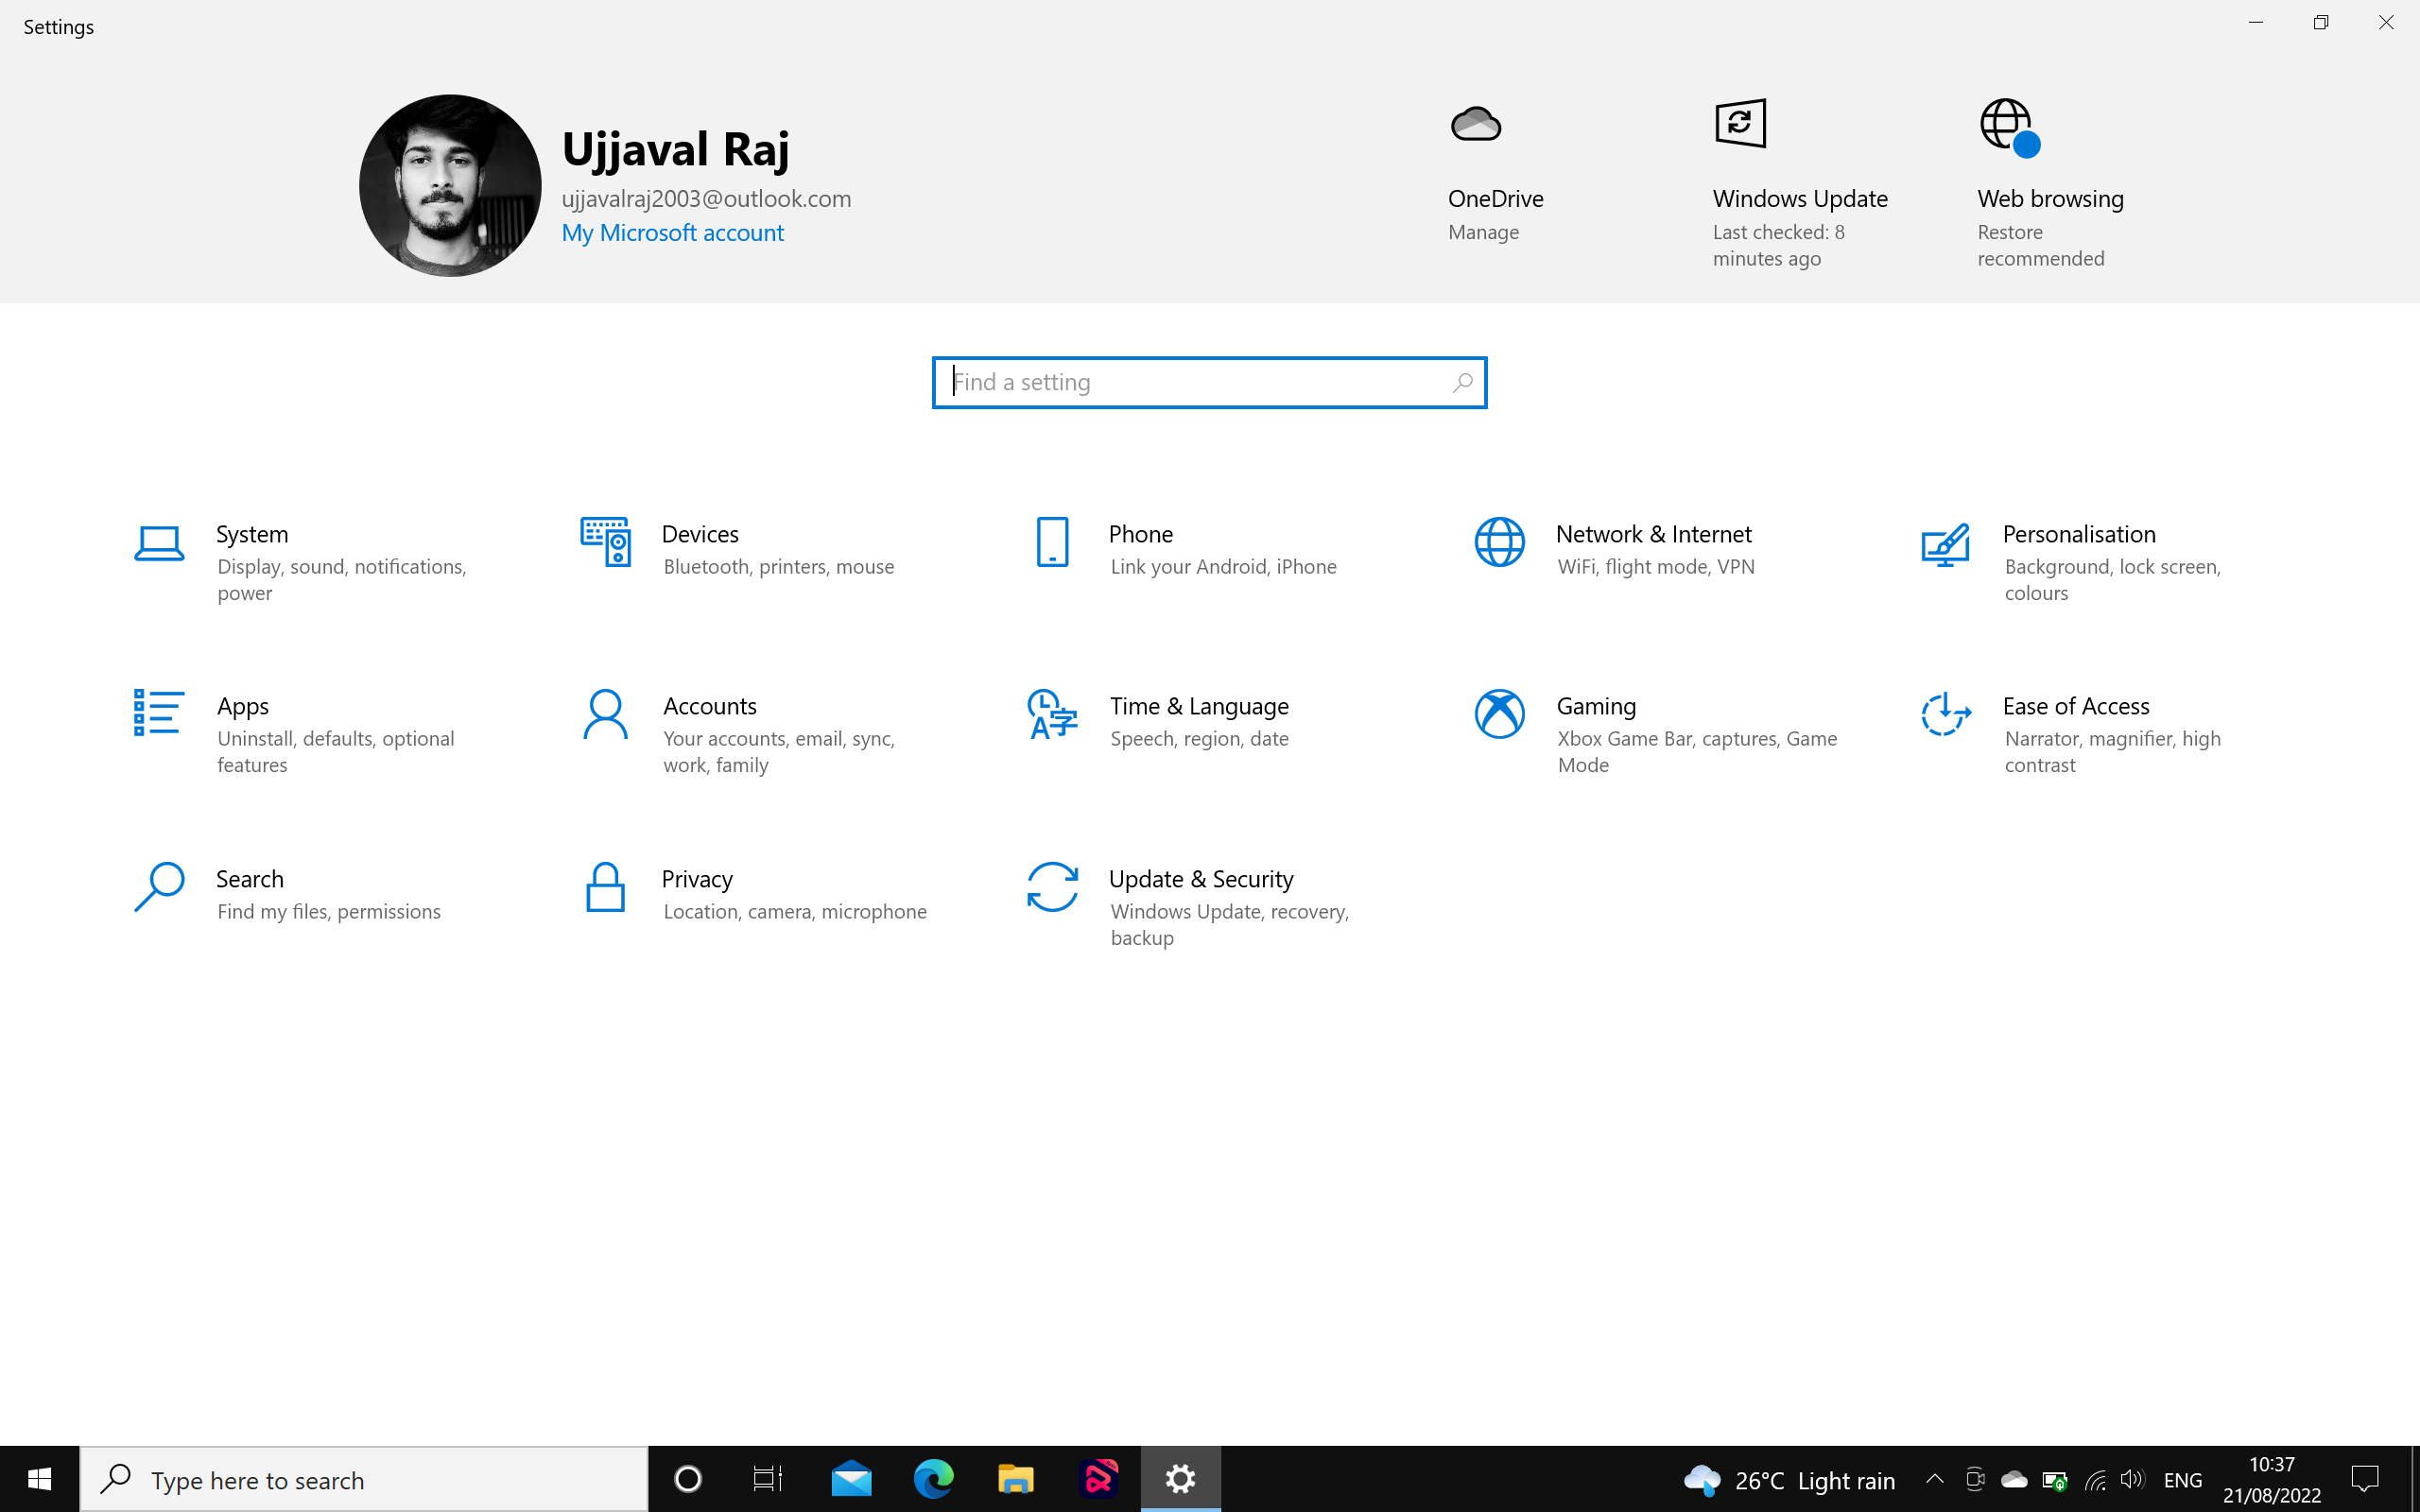 Settings
Ujjaval Raj
ujjavalraj2003@outlook.com
My Microsoft account
OneDrive
Manage
Windows Update
Last checked: 8
minutes ago
Web browsing
Restore
recommended
Find a setting
System
Display, sound, notifications,
power
Devices
Bluetooth, printers, mouse
Phone
Link your Android, iPhone
Network & Internet
WiFi, flight mode, VPN
Personalisation
Background, lock screen,
colours
Apps
Uninstall, defaults, optional
features
Accounts
Your accounts, email, sync,
work, family
Time & Language
Speech, region, date
Gaming
Xbox Game Bar, captures, Game
Mode
Ease of Access
Narrator, magnifier, high
contrast
Search
Find my files, permissions
Privacy
Location, camera, microphone
Update & Security
Windows Update, recovery,
backup
Type here to search
26°C Light rain
ENG
10:37
21/08/2022